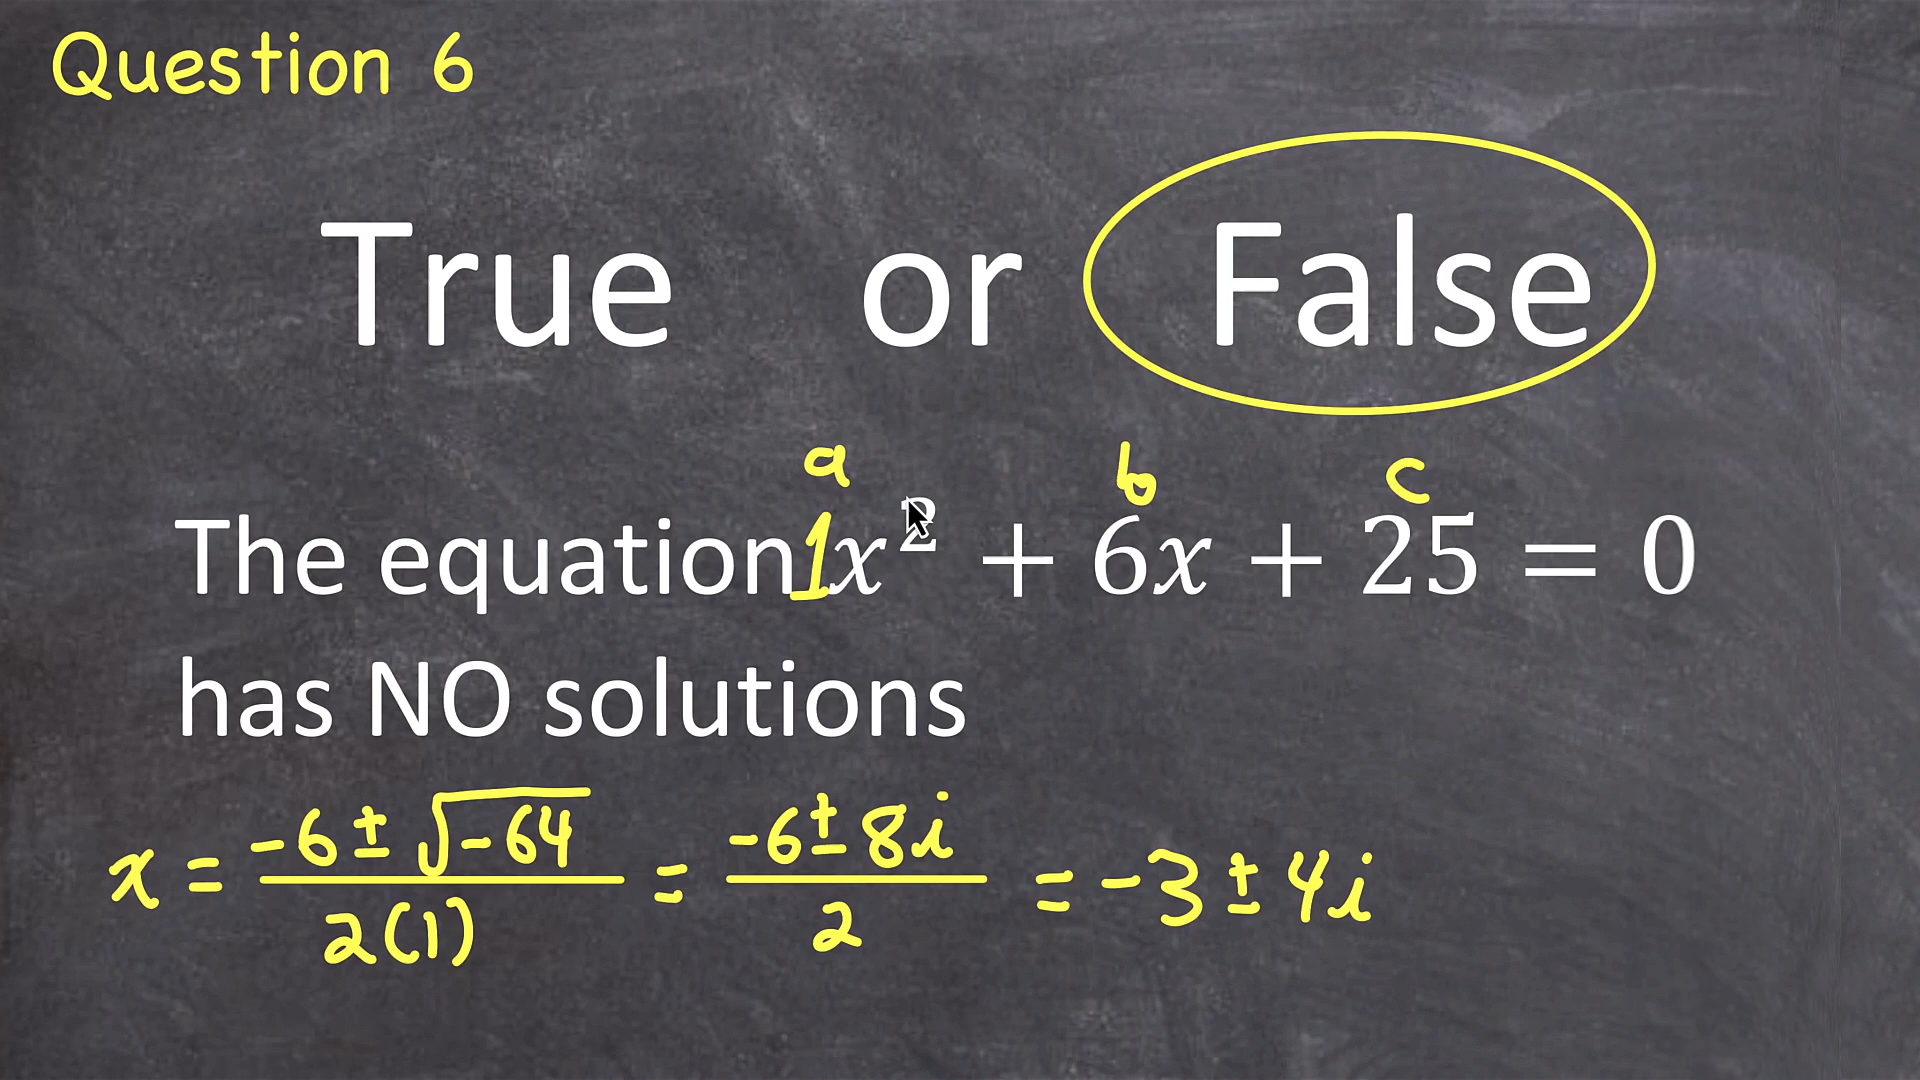 Question 6
True or False
a b c
The equation 1x² + 6x + 25 = 0
has NO solutions
x = (-6 ± √-64)/(2(1)) = (-6 ± 8i)/2 = -3 ± 4i